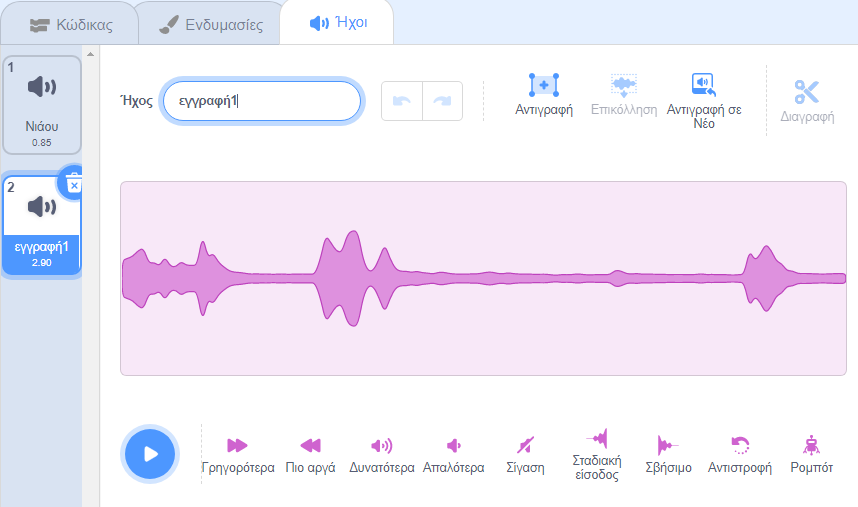 Κώδικας
Ενδυμασίες
Ήχοι
1
Νιάου
0.85
2
εγγραφή1
2.90
Ήχος
εγγραφή1
Αντιγραφή
Επικόλληση
Αντιγραφή σε
Νέο
Διαγραφή
Γρηγορότερα
Πιο αργά
Δυνατότερα
Απαλότερα
Σίγαση
Σταδιακή
είσοδος
Σβήσιμο
Αντιστροφή
Ρομπότ